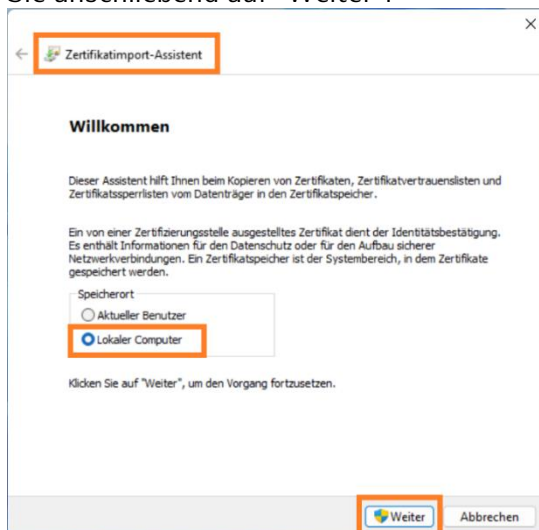 Sie anschließend auf "Weiter".
Zertifikatimport-Assistent
Willkommen
Dieser Assistent hilft Ihnen beim Kopieren von Zertifikaten, Zertifikatvertrauenslisten und
Zertifikatssperrlisten vom Datenträger in den Zertifikatspeicher.
Ein von einer Zertifizierungsstelle ausgestelltes Zertifikat dient der Identitätsbestätigung.
Es enthält Informationen für den Datenschutz oder für den Aufbau sicherer
Netzwerkverbindungen. Ein Zertifikatspeicher ist der Systembereich, in dem Zertifikate
gespeichert werden.
Speicherort
Aktueller Benutzer
Lokaler Computer
Klicken Sie auf "Weiter", um den Vorgang fortzusetzen.
Weiter Abbrechen